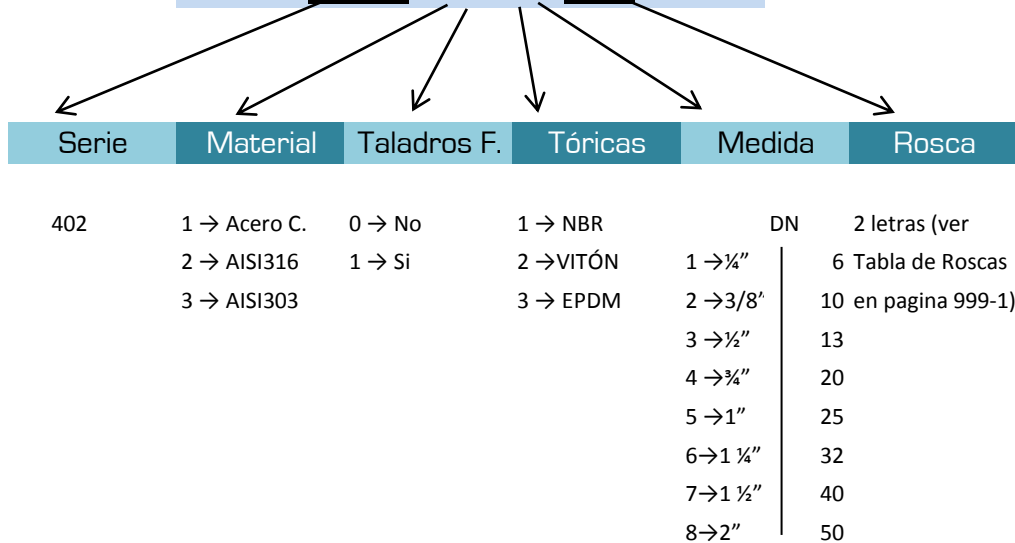 Serie Material Taladros F. Tóricas Medida Rosca
402 1 → Acero C. 0 → No 1 → NBR DN 2 letras (ver
2 → AISI316 1 → Si 2 →VITÓN 1 →¼” 6 Tabla de Roscas
3 → AISI303 3 → EPDM 2 →3/8” 10 en pagina 999-1)
3 →½” 13
4 →¾” 20
5 →1” 25
6→1 ¼” 32
7→1 ½” 40
8→2” 50